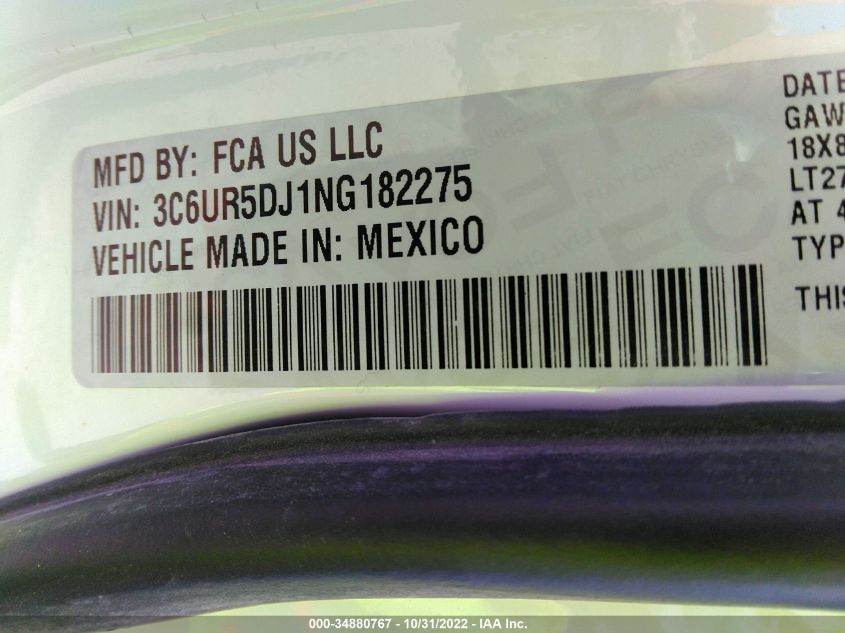 MFD BY: FCA US LLC
VIN: 3C6UR5DJ1NG182275
VEHICLE MADE IN: MEXICO
DATE
GAW
18X8
LT27
AT 4
TYP
THIS
000-34880767 - 10/31/2022 - IAA Inc.